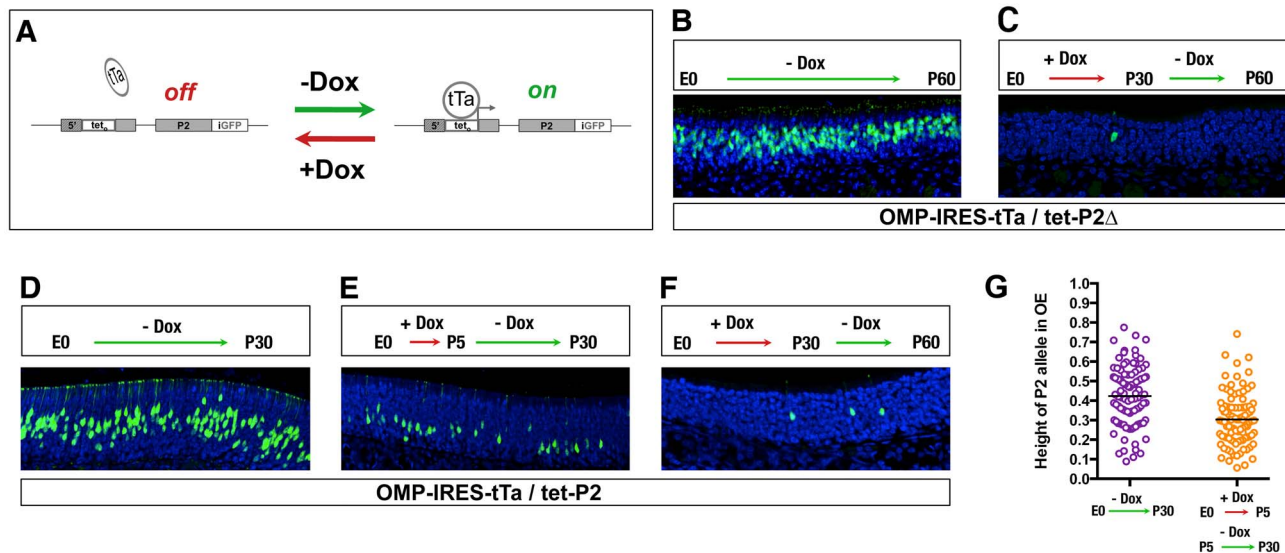 A
tTa
off
5' tetₒ P2 iGFP
-Dox
+Dox
tTa
on
5' tetₒ P2 iGFP
B
- Dox
E0 P60
C
+ Dox - Dox
E0 P30 P60
OMP-IRES-tTa / tet-P2Δ
D
- Dox
E0 P30
E
+ Dox - Dox
E0 P5 P30
F
+ Dox - Dox
E0 P30 P60
OMP-IRES-tTa / tet-P2
G
Height of P2 allele in OE
1.0
0.9
0.8
0.7
0.6
0.5
0.4
0.3
0.2
0.1
0.0
- Dox
E0 P30
+ Dox
E0 P5
- Dox
P5 P30